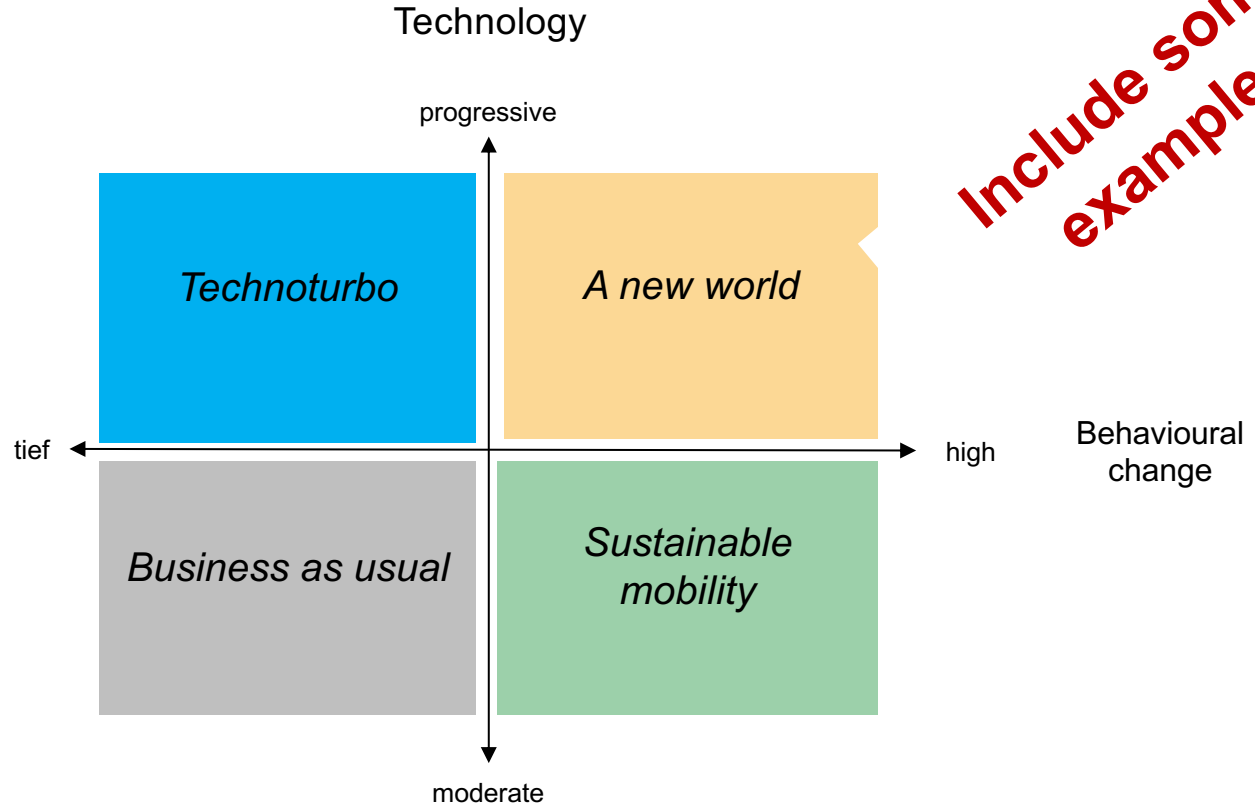 Technology
Include
example
progressive
Technoturbo
A new world
tief
high
Behavioural
change
Business as usual
Sustainable
mobility
moderate